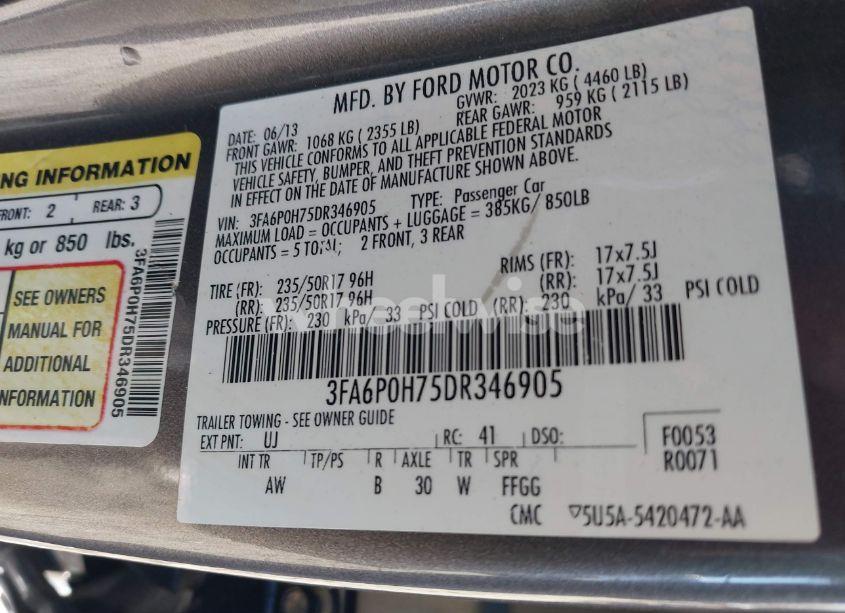 NG INFORMATION
FRONT: 2 REAR: 3
kg or 850 lbs.
SEE OWNERS
MANUAL FOR
ADDITIONAL
INFORMATION
3FA6P0H75DR346905
MFD. BY FORD MOTOR CO.
DATE: 06/13 GVWR: 2023 KG ( 4460 LB)
FRONT GAWR: 1068 KG ( 2355 LB) REAR GAWR: 959 KG ( 2115 LB)
THIS VEHICLE CONFORMS TO ALL APPLICABLE FEDERAL MOTOR
VEHICLE SAFETY, BUMPER, AND THEFT PREVENTION STANDARDS
IN EFFECT ON THE DATE OF MANUFACTURE SHOWN ABOVE.
VIN: 3FA6P0H75DR346905 TYPE: Passenger Car
MAXIMUM LOAD = OCCUPANTS + LUGGAGE = 385KG/ 850LB
OCCUPANTS = 5 TOTAL; 2 FRONT, 3 REAR
TIRE (FR): 235/50R17 96H RIMS (FR): 17x7.5J
(RR): 235/50R17 96H (RR): 17x7.5J
PRESSURE (FR): 230 kPa/ 33 PSI COLD (RR): 230 kPa/ 33 PSI COLD
wheelwise
3FA6P0H75DR346905
TRAILER TOWING - SEE OWNER GUIDE
EXT PNT: UJ RC: 41 DSO: F0053
INT TR TP/PS R AXLE TR SPR R0071
AW B 30 W FFGG
CMC ▽5U5A-5420472-AA